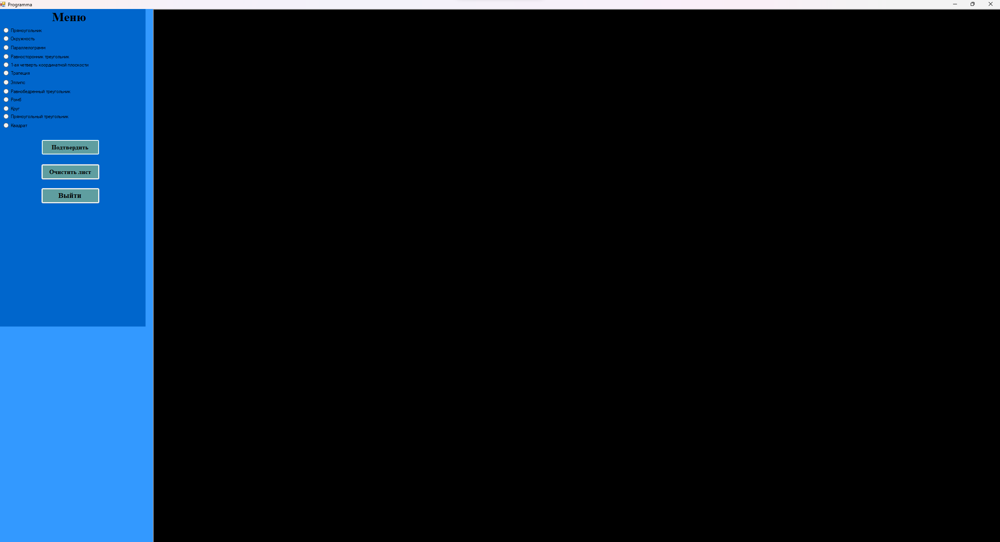 Programma
Меню
Прямоугольник
Окружность
Параллелограмм
Равносторонник треугольник
1-ая четверть координатной плоскости
Трапеция
Эллипс
Равнобедренный треугольник
Ромб
Круг
Прямоугольный треугольник
Квадрат
Подтвердить
Очистить лист
Выйти